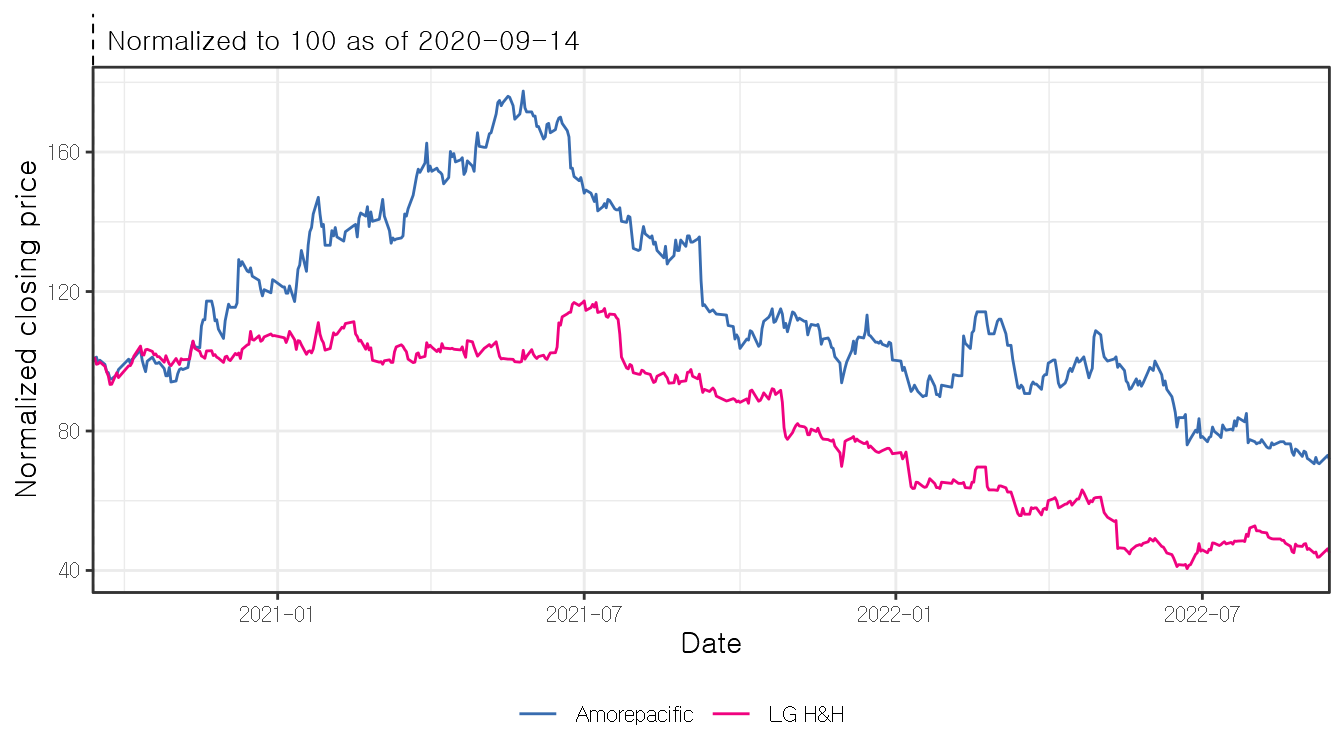 Normalized to 100 as of 2020-09-14
Normalized closing price
160
120
80
40
2021-01
2021-07
2022-01
2022-07
Date
Amorepacific
LG H&H